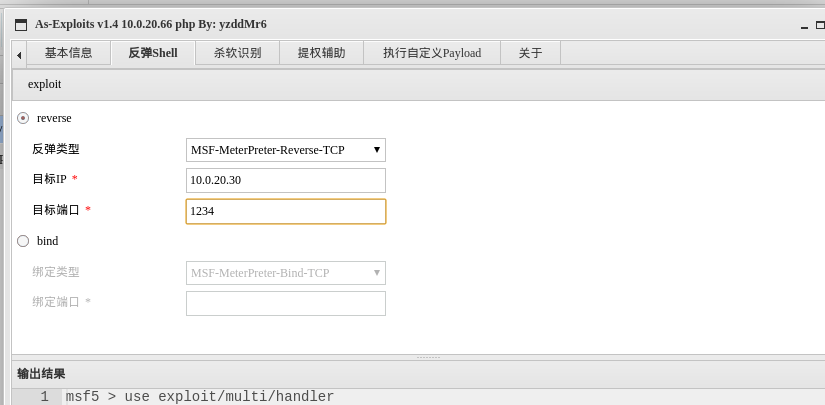 As-Exploits v1.4 10.0.20.66 php By: yzddMr6
基本信息 反弹Shell 杀软识别 提权辅助 执行自定义Payload 关于
exploit
reverse
反弹类型 MSF-MeterPreter-Reverse-TCP
目标IP * 10.0.20.30
目标端口 * 1234
bind
绑定类型 MSF-MeterPreter-Bind-TCP
绑定端口 *
输出结果
1 msf5 > use exploit/multi/handler